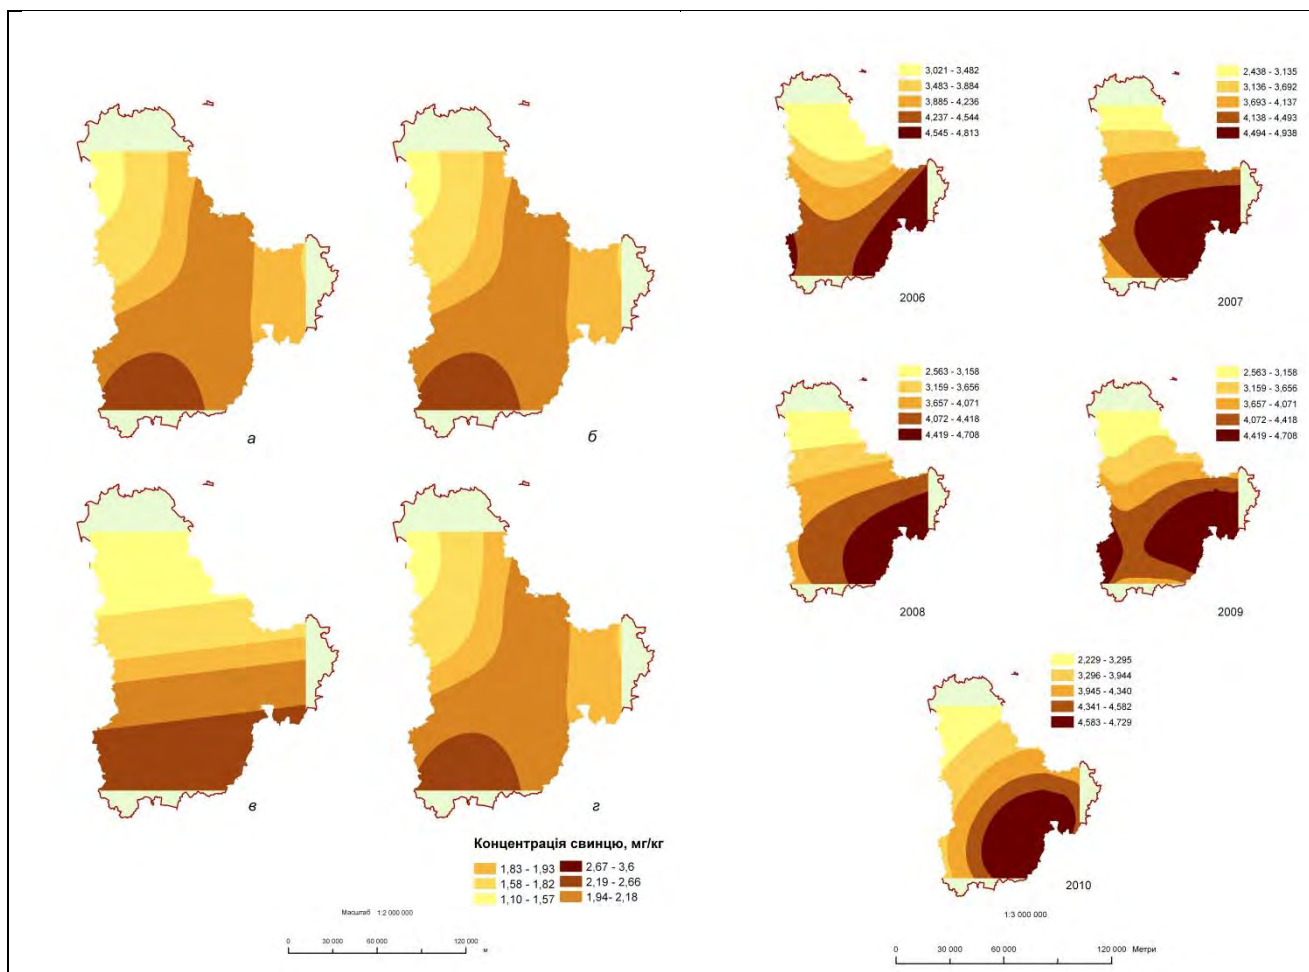 а
б
в
г
Концентрація свинцю, мг/кг
1,83 - 1,93
2,67 - 3,6
1,58 - 1,82
2,19 - 2,66
1,10 - 1,57
1,94- 2,18
Масштаб 1:2 000 000
0 30 000 60 000 120 000
м
3,021 - 3,482
3,483 - 3,884
3,885 - 4,236
4,237 - 4,544
4,545 - 4,813
2006
2,438 - 3,135
3,136 - 3,692
3,693 - 4,137
4,138 - 4,493
4,494 - 4,938
2007
2,563 - 3,158
3,159 - 3,656
3,657 - 4,071
4,072 - 4,418
4,419 - 4,708
2008
2,563 - 3,158
3,159 - 3,656
3,657 - 4,071
4,072 - 4,418
4,419 - 4,708
2009
2,229 - 3,295
3,296 - 3,944
3,945 - 4,340
4,341 - 4,582
4,583 - 4,729
2010
1:3 000 000
0 30 000 60 000 120 000 Метри